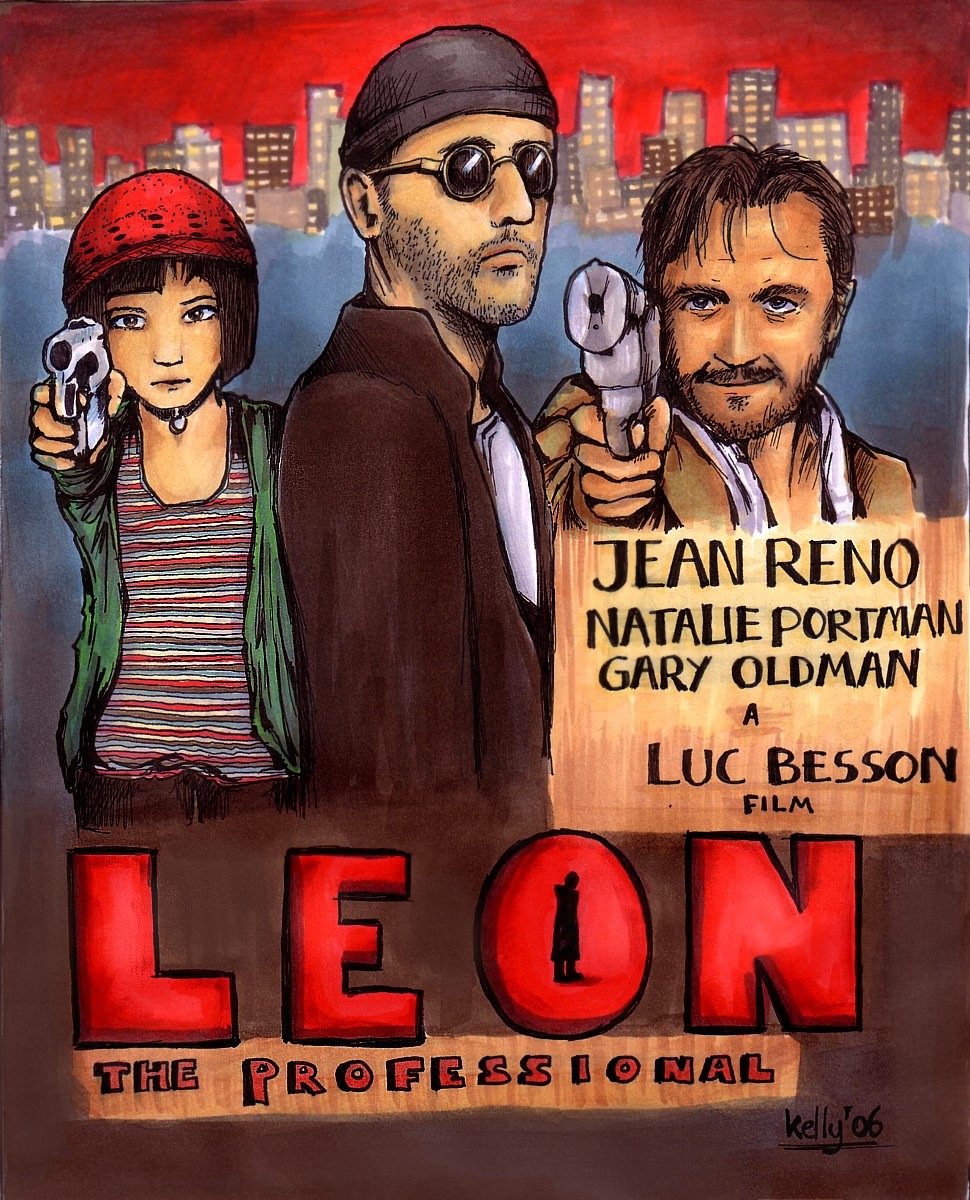 JEAN RENO
NATALIE PORTMAN
GARY OLDMAN
A
LUC BESSON
FILM
LEON
THE PROFESSIONAL
Kelly '06